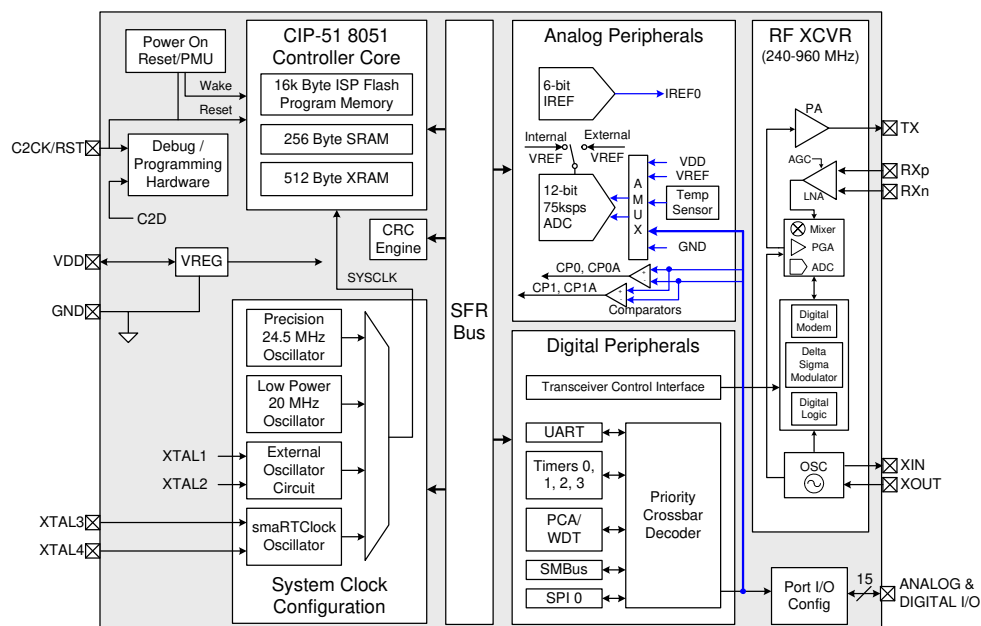 Power On
Reset/PMU
Wake
Reset
C2CK/RST
Debug /
Programming
Hardware
C2D
VDD
VREG
GND
CIP-51 8051
Controller Core
16k Byte ISP Flash
Program Memory
256 Byte SRAM
512 Byte XRAM
CRC
Engine
SYSCLK
Precision
24.5 MHz
Oscillator
Low Power
20 MHz
Oscillator
XTAL1
XTAL2
External
Oscillator
Circuit
XTAL3
XTAL4
smaRTClock
Oscillator
System Clock
Configuration
SFR
Bus
Analog Peripherals
6-bit
IREF
IREF0
Internal
External
VREF
VREF
12-bit
75ksps
ADC
A
M
U
X
VDD
VREF
Temp
Sensor
GND
CP0, CP0A
+
-
CP1, CP1A
+
-
Comparators
Digital Peripherals
Transceiver Control Interface
UART
Timers 0,
1, 2, 3
PCA/
WDT
SMBus
SPI 0
Priority
Crossbar
Decoder
RF XCVR
(240-960 MHz)
PA
TX
AGC
LNA
RXp
RXn
Mixer
PGA
ADC
Digital
Modem
Delta
Sigma
Modulator
Digital
Logic
OSC
XIN
XOUT
Port I/O
Config
15
ANALOG &
DIGITAL I/O